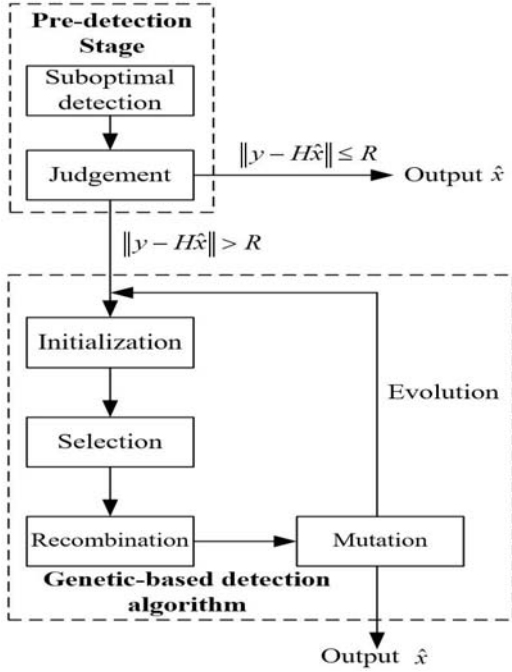 Pre-detection
Stage
Suboptimal
detection
Judgement
‖y − Hx̂‖ ≤ R
Output x̂
‖y − Hx̂‖ > R
Initialization
Evolution
Selection
Recombination
Mutation
Genetic-based detection
algorithm
Output x̂